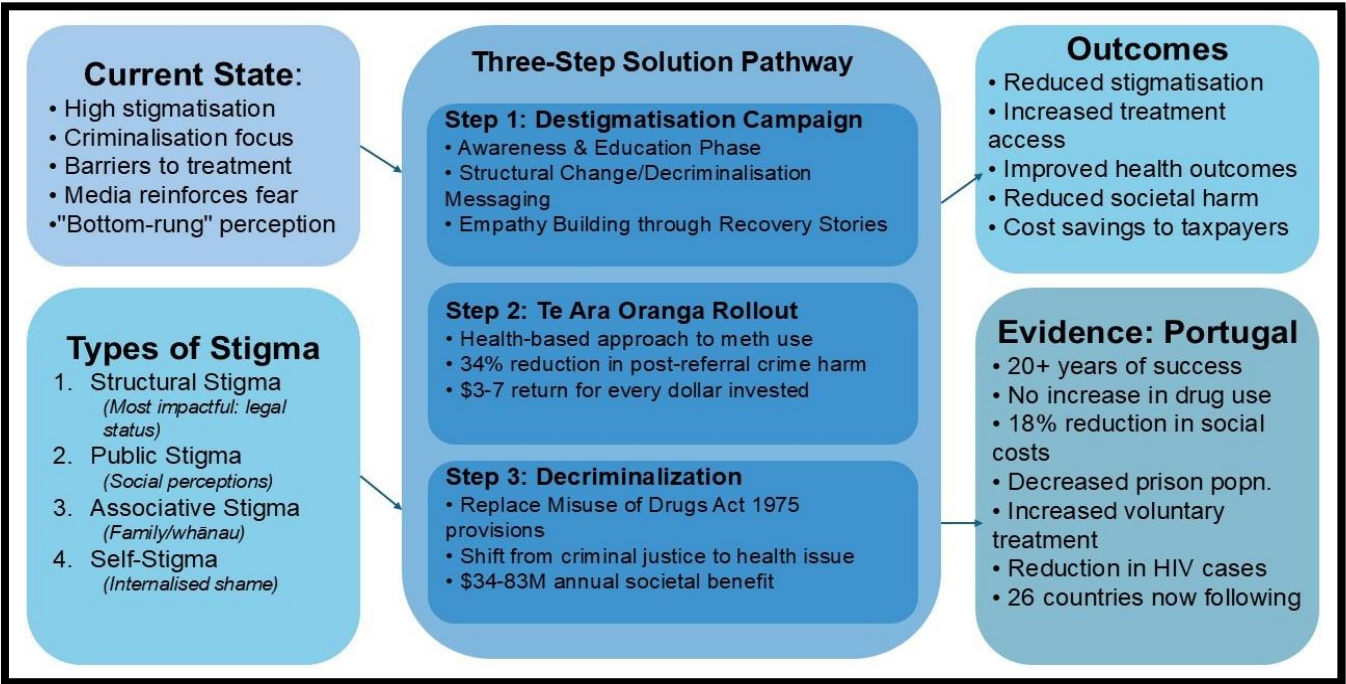 Current State:
• High stigmatisation
• Criminalisation focus
• Barriers to treatment
• Media reinforces fear
•"Bottom-rung" perception
Types of Stigma
1. Structural Stigma
(Most impactful: legal
status)
2. Public Stigma
(Social perceptions)
3. Associative Stigma
(Family/whānau)
4. Self-Stigma
(Internalised shame)
Three-Step Solution Pathway
Step 1: Destigmatisation Campaign
• Awareness & Education Phase
• Structural Change/Decriminalisation
Messaging
• Empathy Building through Recovery Stories
Step 2: Te Ara Oranga Rollout
• Health-based approach to meth use
• 34% reduction in post-referral crime harm
• $3-7 return for every dollar invested
Step 3: Decriminalization
• Replace Misuse of Drugs Act 1975
provisions
• Shift from criminal justice to health issue
• $34-83M annual societal benefit
Outcomes
• Reduced stigmatisation
• Increased treatment
access
• Improved health outcomes
• Reduced societal harm
• Cost savings to taxpayers
Evidence: Portugal
• 20+ years of success
• No increase in drug use
• 18% reduction in social
costs
• Decreased prison popn.
• Increased voluntary
treatment
• Reduction in HIV cases
• 26 countries now following